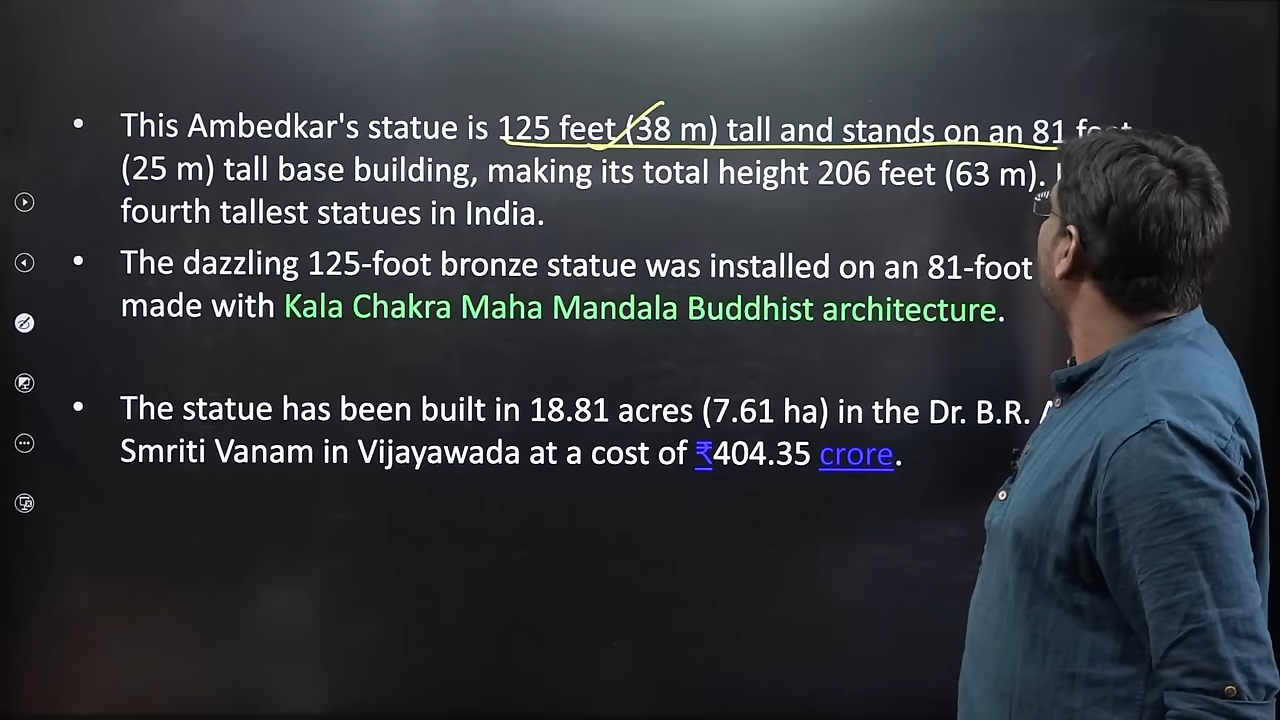 • This Ambedkar's statue is 125 feet (38 m) tall and stands on an 81 feet
(25 m) tall base building, making its total height 206 feet (63 m).
fourth tallest statues in India.
• The dazzling 125-foot bronze statue was installed on an 81-foot
made with Kala Chakra Maha Mandala Buddhist architecture.
• The statue has been built in 18.81 acres (7.61 ha) in the Dr. B.R.
Smriti Vanam in Vijayawada at a cost of ₹404.35 crore.